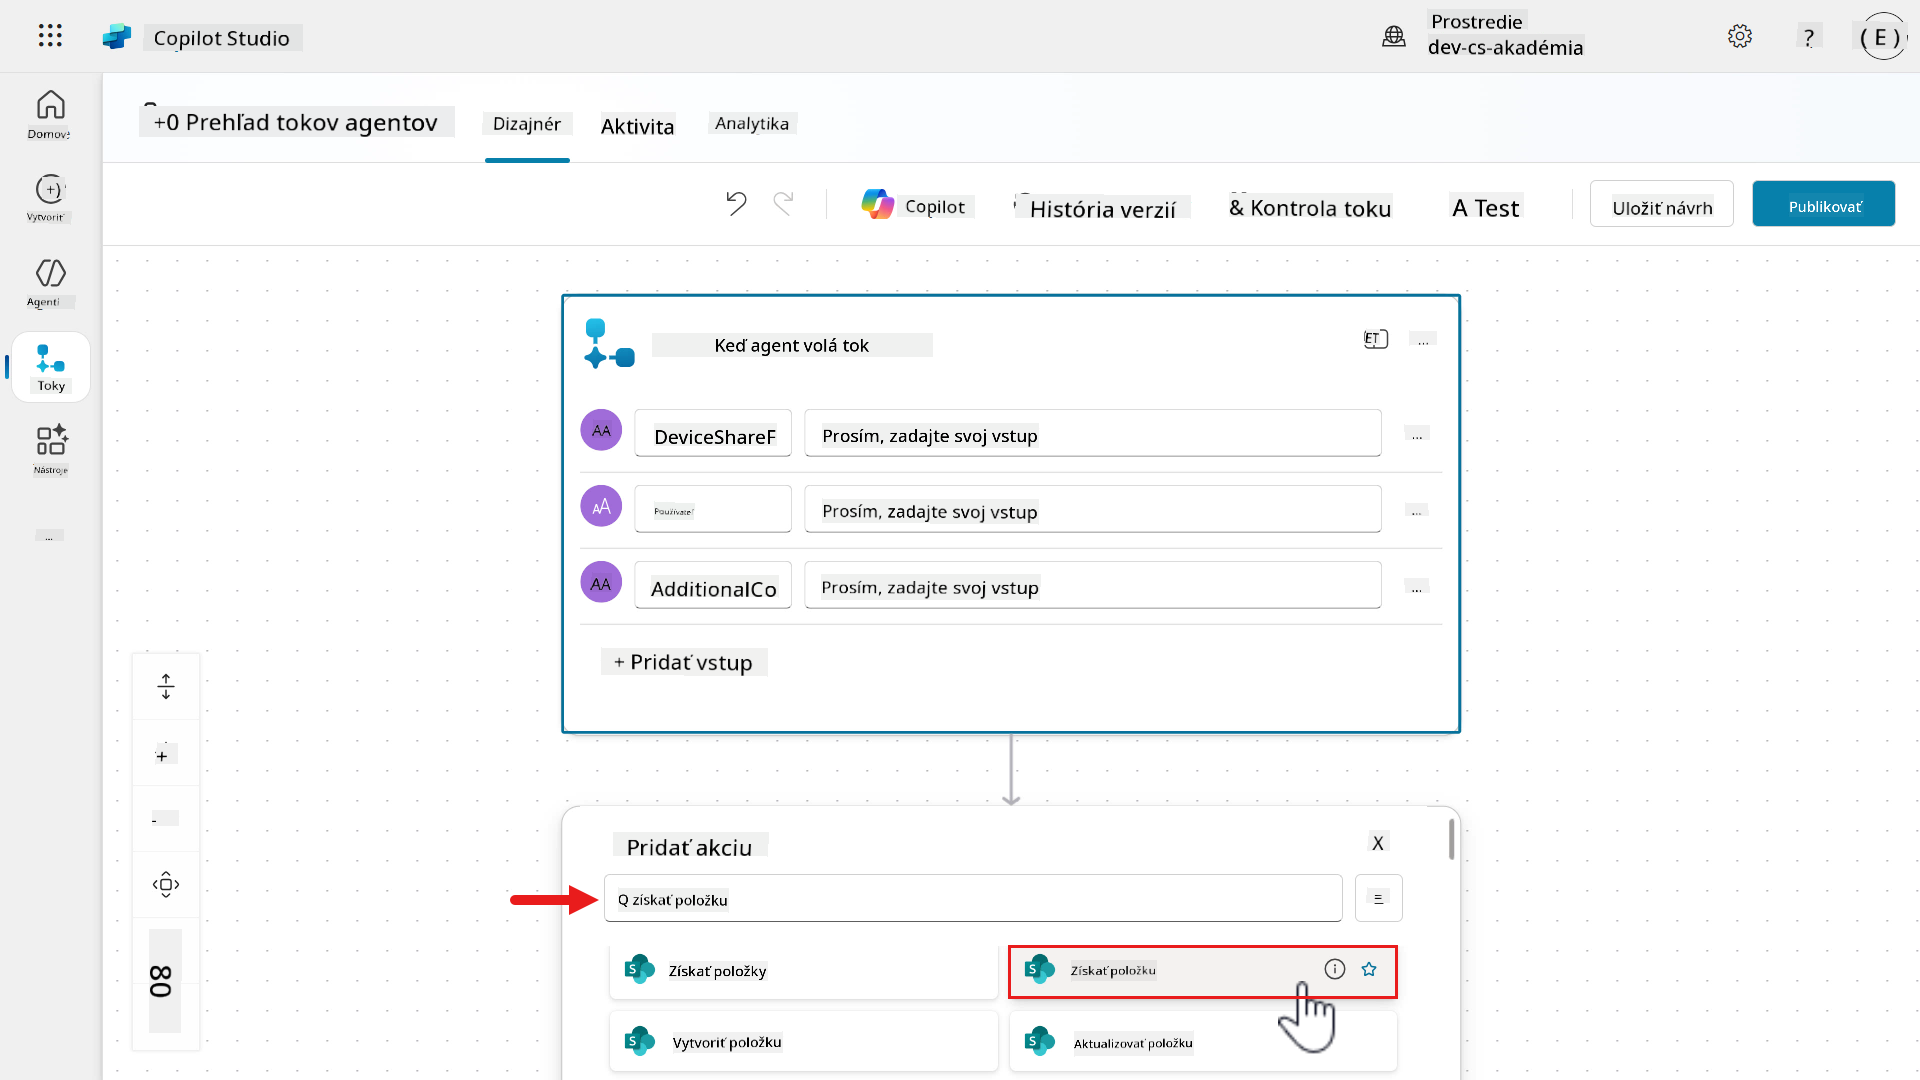 Copilot Studio
Prostredie
dev-cs-akadémia
?
( E )
Domov
Vytvoriť
Agenti
Toky
Nástroje
...
+0 Prehľad tokov agentov
Dizajnér
Aktivita
Analytika
Copilot
História verzií
& Kontrola toku
A Test
Uložiť návrh
Publikovať
Keď agent volá tok
ET
...
AA
DeviceShareF
Prosím, zadajte svoj vstup
...
AA
Používateľ
Prosím, zadajte svoj vstup
...
AA
AdditionalCo
Prosím, zadajte svoj vstup
...
+ Pridať vstup
+
-
80
Pridať akciu
X
Q získať položku
Získať položky
Získať položku
Vytvoriť položku
Aktualizovať položku